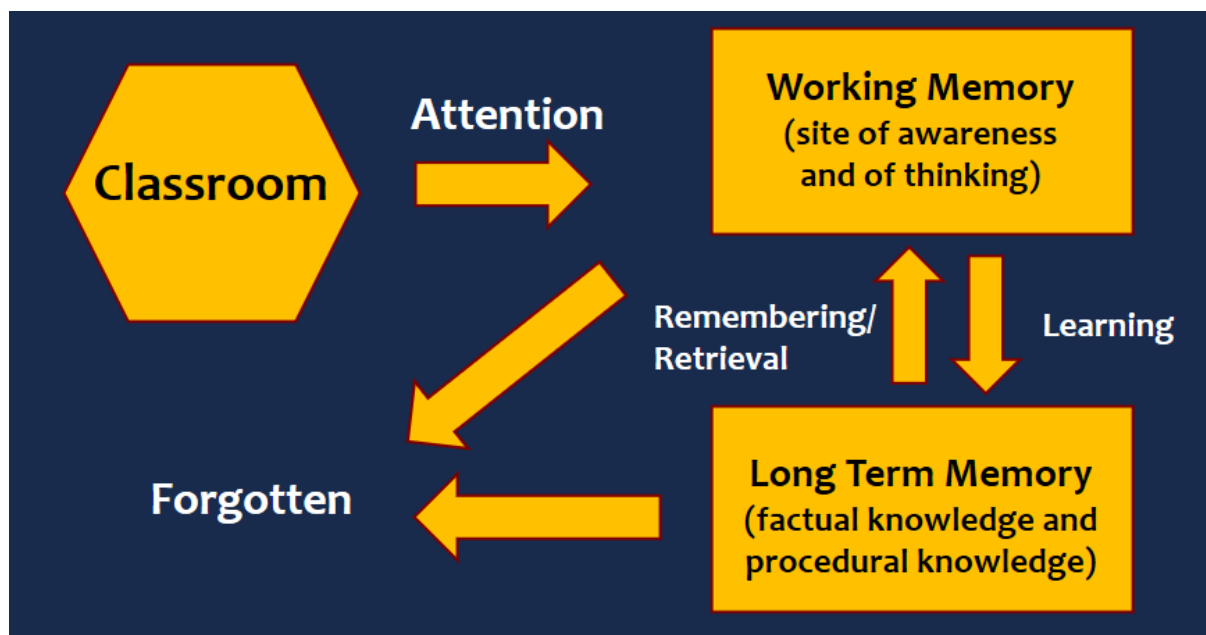 Classroom
Attention
Working Memory
(site of awareness
and of thinking)
Remembering/
Retrieval
Learning
Forgotten
Long Term Memory
(factual knowledge and
procedural knowledge)